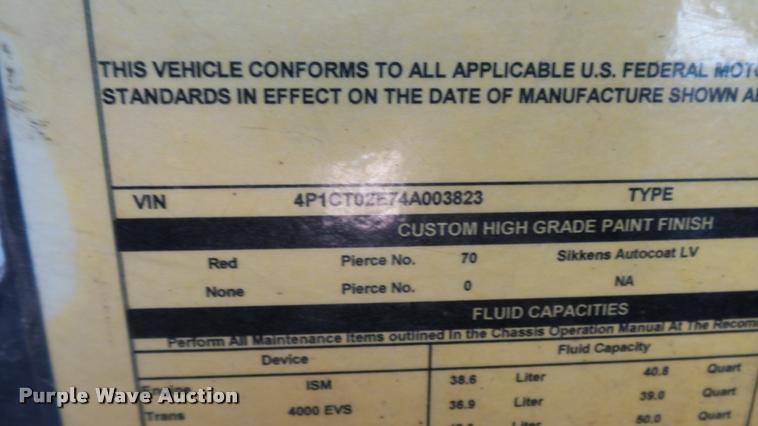 THIS VEHICLE CONFORMS TO ALL APPLICABLE U.S. FEDERAL
STANDARDS IN EFFECT ON THE DATE OF MANUFACTURE SHOWN
VIN 4P1CT02E74A003823 TYPE
CUSTOM HIGH GRADE PAINT FINISH
Red Pierce No. 70 Sikkens Autocoat LV
None Pierce No. 0 NA
FLUID CAPACITIES
Perform All Maintenance Items outlined in the Chassis Operation Manual At The
Device Fluid Capacity
Engine ISM 38.6 Liter 40.8 Quart
Trans 4000 EVS 36.9 Liter 39.0 Quart
Liter 50.0 Quart
Purple Wave Auction